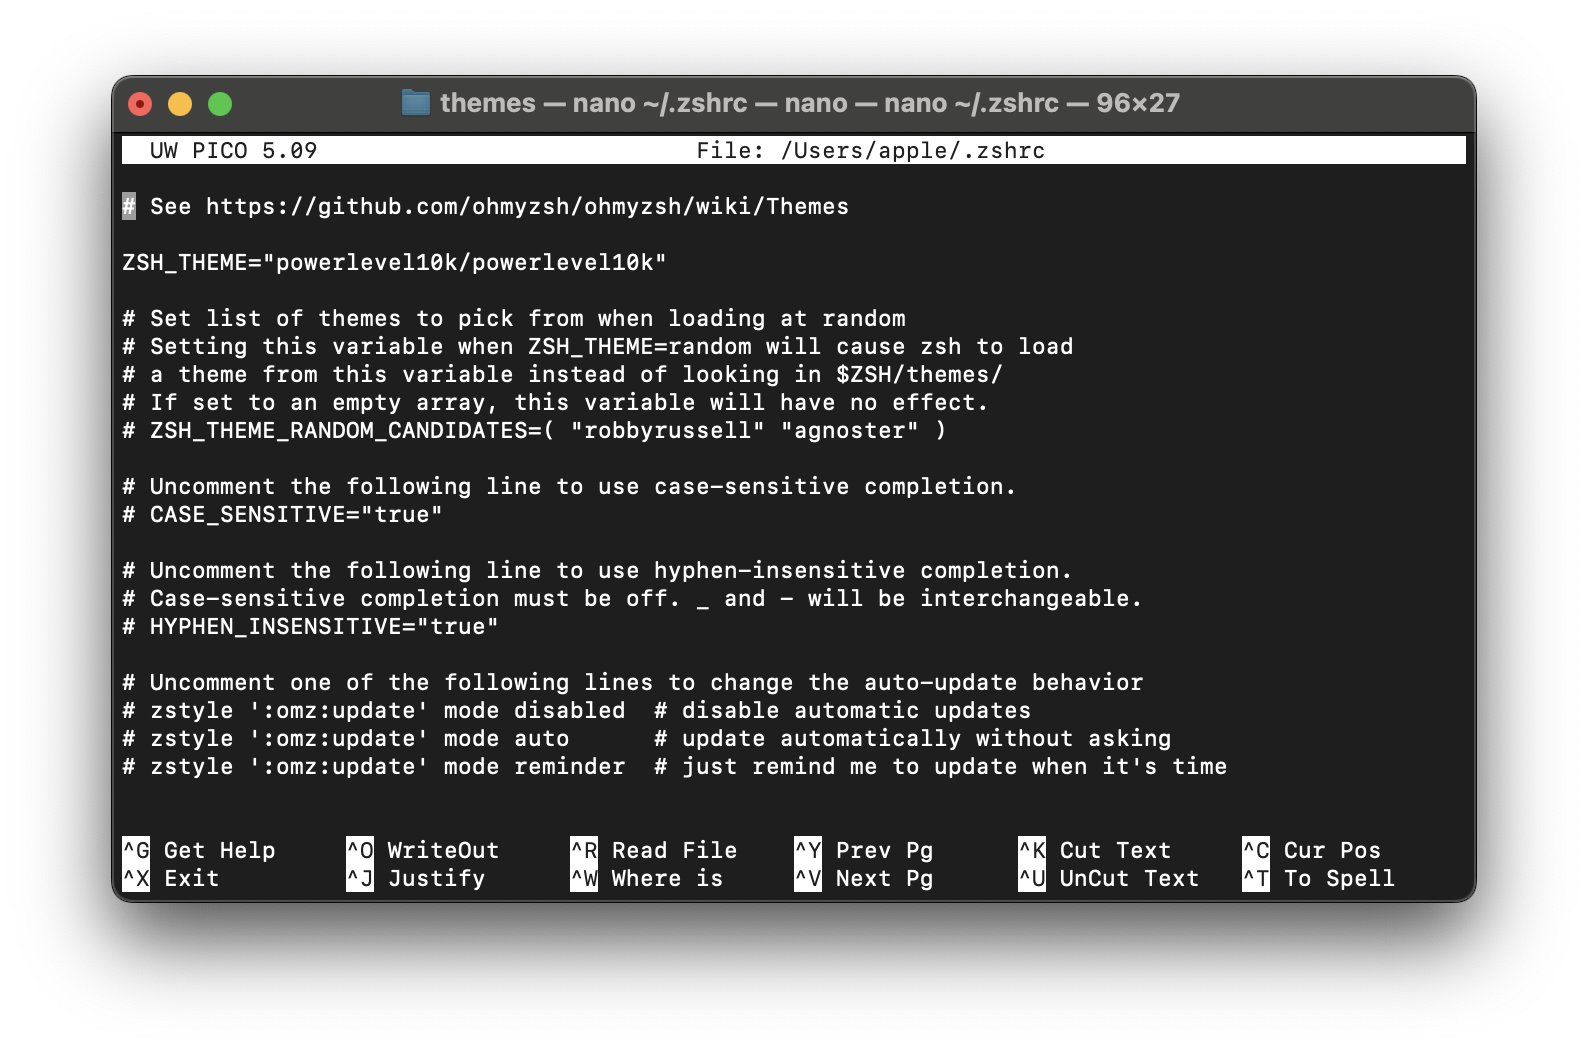 themes — nano ~/.zshrc — nano — nano ~/.zshrc — 96×27
UW PICO 5.09 File: /Users/apple/.zshrc
# See https://github.com/ohmyzsh/ohmyzsh/wiki/Themes
ZSH_THEME="powerlevel10k/powerlevel10k"
# Set list of themes to pick from when loading at random
# Setting this variable when ZSH_THEME=random will cause zsh to load
# a theme from this variable instead of looking in $ZSH/themes/
# If set to an empty array, this variable will have no effect.
# ZSH_THEME_RANDOM_CANDIDATES=( "robbyrussell" "agnoster" )
# Uncomment the following line to use case-sensitive completion.
# CASE_SENSITIVE="true"
# Uncomment the following line to use hyphen-insensitive completion.
# Case-sensitive completion must be off. _ and - will be interchangeable.
# HYPHEN_INSENSITIVE="true"
# Uncomment one of the following lines to change the auto-update behavior
# zstyle ':omz:update' mode disabled  # disable automatic updates
# zstyle ':omz:update' mode auto      # update automatically without asking
# zstyle ':omz:update' mode reminder  # just remind me to update when it's time
^G Get Help ^O WriteOut ^R Read File ^Y Prev Pg ^K Cut Text ^C Cur Pos
^X Exit ^J Justify ^W Where is ^V Next Pg ^U UnCut Text ^T To Spell